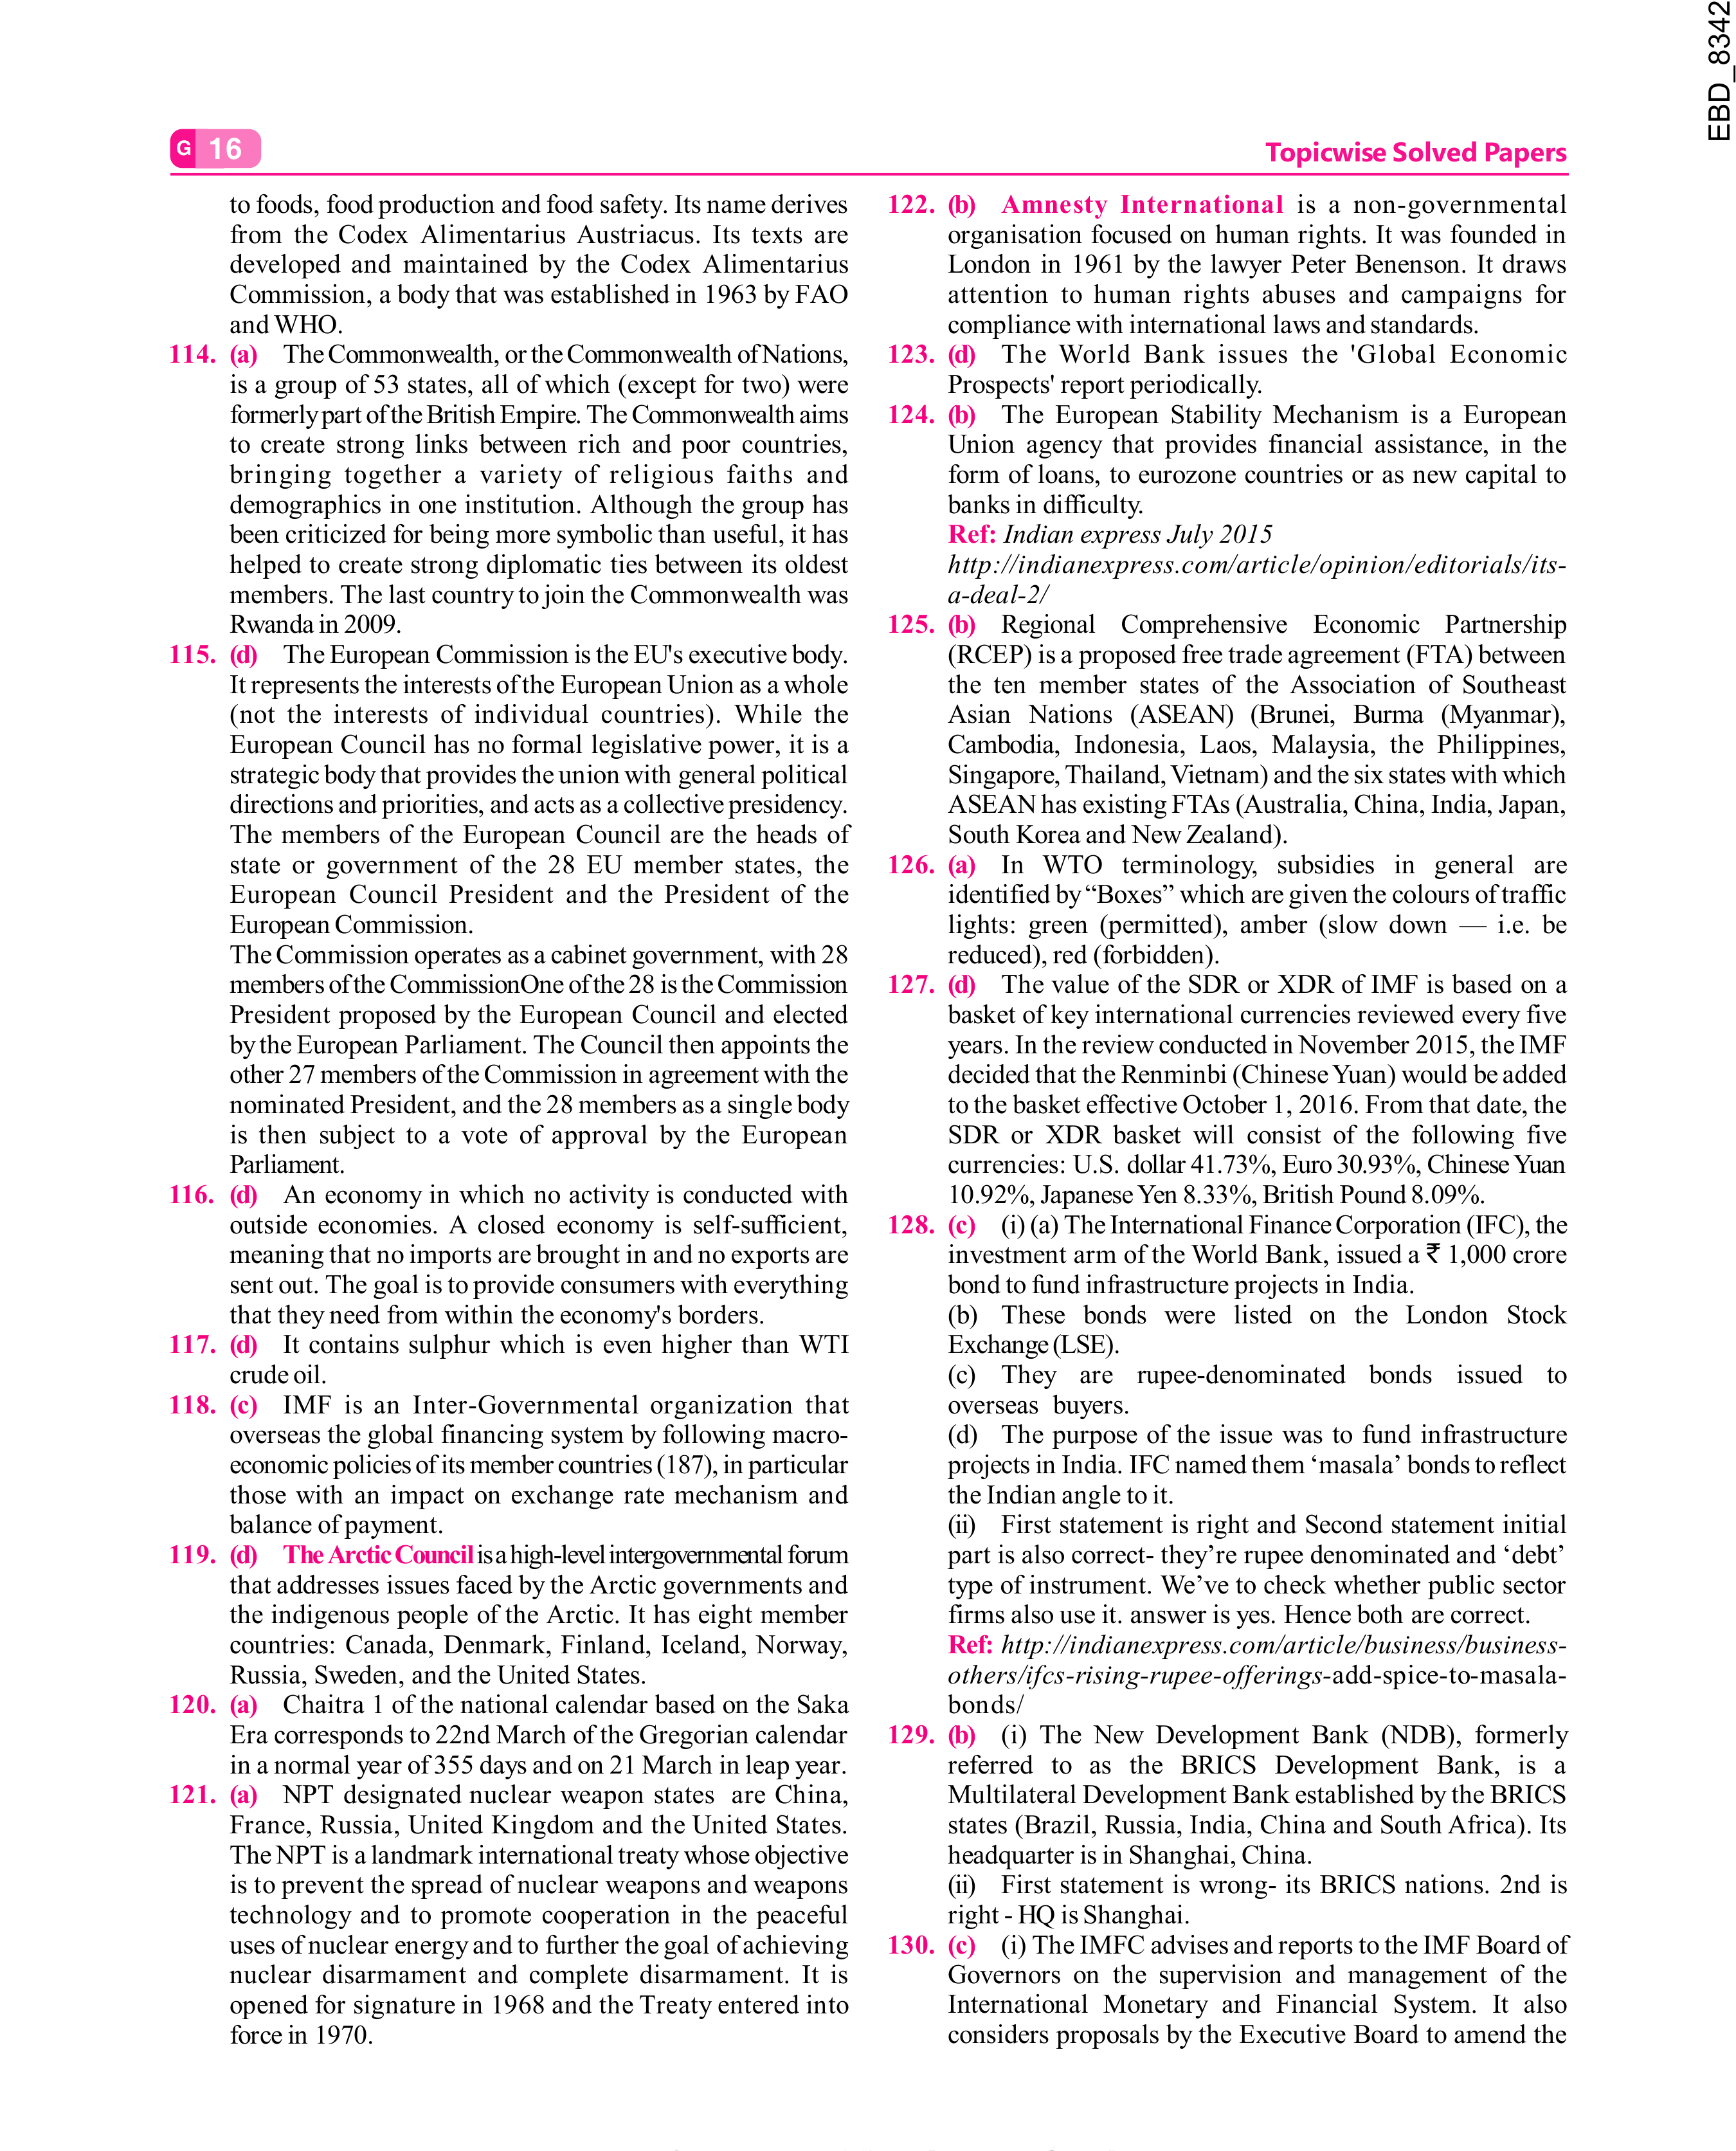 EBD_8342
G 16
Topicwise Solved Papers
to foods, food production and food safety. Its name derives
from the Codex Alimentarius Austriacus. Its texts are
developed and maintained by the Codex Alimentarius
Commission, a body that was established in 1963 by FAO
and WHO.
114. (a) The Commonwealth, or the Commonwealth of Nations,
is a group of 53 states, all of which (except for two) were
formerly part of the British Empire. The Commonwealth aims
to create strong links between rich and poor countries,
bringing together a variety of religious faiths and
demographics in one institution. Although the group has
been criticized for being more symbolic than useful, it has
helped to create strong diplomatic ties between its oldest
members. The last country to join the Commonwealth was
Rwanda in 2009.
115. (d) The European Commission is the EU's executive body.
It represents the interests of the European Union as a whole
(not the interests of individual countries). While the
European Council has no formal legislative power, it is a
strategic body that provides the union with general political
directions and priorities, and acts as a collective presidency.
The members of the European Council are the heads of
state or government of the 28 EU member states, the
European Council President and the President of the
European Commission.
The Commission operates as a cabinet government, with 28
members of the CommissionOne of the 28 is the Commission
President proposed by the European Council and elected
by the European Parliament. The Council then appoints the
other 27 members of the Commission in agreement with the
nominated President, and the 28 members as a single body
is then subject to a vote of approval by the European
Parliament.
116. (d) An economy in which no activity is conducted with
outside economies. A closed economy is self-sufficient,
meaning that no imports are brought in and no exports are
sent out. The goal is to provide consumers with everything
that they need from within the economy's borders.
117. (d) It contains sulphur which is even higher than WTI
crude oil.
118. (c) IMF is an Inter-Governmental organization that
overseas the global financing system by following macro-
economic policies of its member countries (187), in particular
those with an impact on exchange rate mechanism and
balance of payment.
119. (d) The Arctic Council is a high-level intergovernmental forum
that addresses issues faced by the Arctic governments and
the indigenous people of the Arctic. It has eight member
countries: Canada, Denmark, Finland, Iceland, Norway,
Russia, Sweden, and the United States.
120. (a) Chaitra 1 of the national calendar based on the Saka
Era corresponds to 22nd March of the Gregorian calendar
in a normal year of 355 days and on 21 March in leap year.
121. (a) NPT designated nuclear weapon states are China,
France, Russia, United Kingdom and the United States.
The NPT is a landmark international treaty whose objective
is to prevent the spread of nuclear weapons and weapons
technology and to promote cooperation in the peaceful
uses of nuclear energy and to further the goal of achieving
nuclear disarmament and complete disarmament. It is
opened for signature in 1968 and the Treaty entered into
force in 1970.
122. (b) Amnesty International is a non-governmental
organisation focused on human rights. It was founded in
London in 1961 by the lawyer Peter Benenson. It draws
attention to human rights abuses and campaigns for
compliance with international laws and standards.
123. (d) The World Bank issues the 'Global Economic
Prospects' report periodically.
124. (b) The European Stability Mechanism is a European
Union agency that provides financial assistance, in the
form of loans, to eurozone countries or as new capital to
banks in difficulty.
Ref: Indian express July 2015
http://indianexpress.com/article/opinion/editorials/its-
a-deal-2/
125. (b) Regional Comprehensive Economic Partnership
(RCEP) is a proposed free trade agreement (FTA) between
the ten member states of the Association of Southeast
Asian Nations (ASEAN) (Brunei, Burma (Myanmar),
Cambodia, Indonesia, Laos, Malaysia, the Philippines,
Singapore, Thailand, Vietnam) and the six states with which
ASEAN has existing FTAs (Australia, China, India, Japan,
South Korea and New Zealand).
126. (a) In WTO terminology, subsidies in general are
identified by “Boxes” which are given the colours of traffic
lights: green (permitted), amber (slow down — i.e. be
reduced), red (forbidden).
127. (d) The value of the SDR or XDR of IMF is based on a
basket of key international currencies reviewed every five
years. In the review conducted in November 2015, the IMF
decided that the Renminbi (Chinese Yuan) would be added
to the basket effective October 1, 2016. From that date, the
SDR or XDR basket will consist of the following five
currencies: U.S. dollar 41.73%, Euro 30.93%, Chinese Yuan
10.92%, Japanese Yen 8.33%, British Pound 8.09%.
128. (c) (i) (a) The International Finance Corporation (IFC), the
investment arm of the World Bank, issued a ₹ 1,000 crore
bond to fund infrastructure projects in India.
(b) These bonds were listed on the London Stock
Exchange (LSE).
(c) They are rupee-denominated bonds issued to
overseas buyers.
(d) The purpose of the issue was to fund infrastructure
projects in India. IFC named them ‘masala’ bonds to reflect
the Indian angle to it.
(ii) First statement is right and Second statement initial
part is also correct- they’re rupee denominated and ‘debt’
type of instrument. We’ve to check whether public sector
firms also use it. answer is yes. Hence both are correct.
Ref: http://indianexpress.com/article/business/business-
others/ifcs-rising-rupee-offerings-add-spice-to-masala-
bonds/
129. (b) (i) The New Development Bank (NDB), formerly
referred to as the BRICS Development Bank, is a
Multilateral Development Bank established by the BRICS
states (Brazil, Russia, India, China and South Africa). Its
headquarter is in Shanghai, China.
(ii) First statement is wrong- its BRICS nations. 2nd is
right - HQ is Shanghai.
130. (c) (i) The IMFC advises and reports to the IMF Board of
Governors on the supervision and management of the
International Monetary and Financial System. It also
considers proposals by the Executive Board to amend the